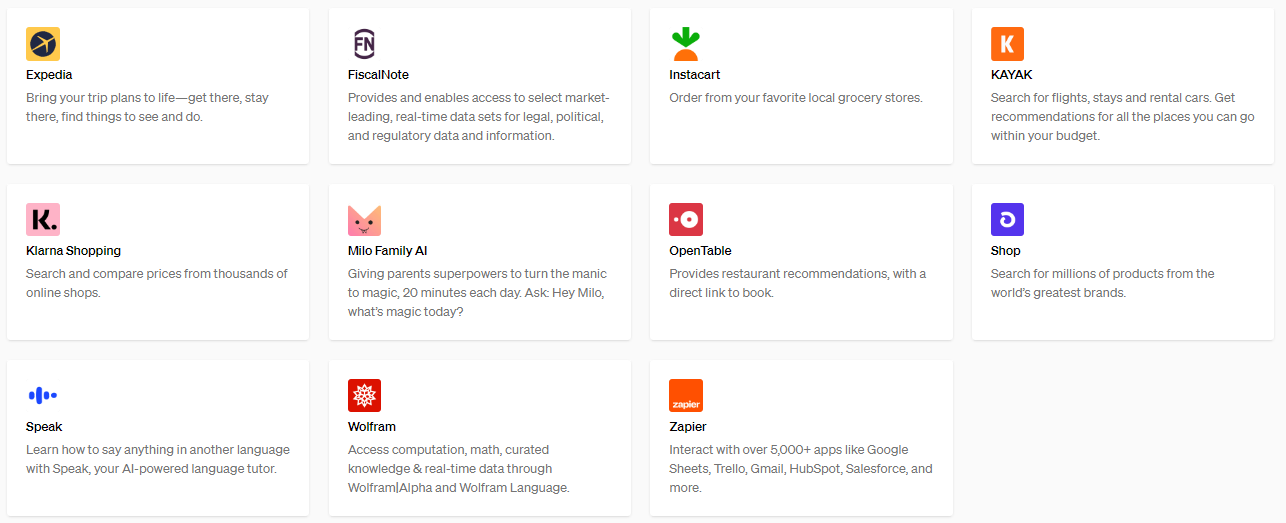 Expedia
Bring your trip plans to life—get there, stay
there, find things to see and do.
FN
FiscalNote
Provides and enables access to select market-
leading, real-time data sets for legal, political,
and regulatory data and information.
Instacart
Order from your favorite local grocery stores.
K
KAYAK
Search for flights, stays and rental cars. Get
recommendations for all the places you can go
within your budget.
K.
Klarna Shopping
Search and compare prices from thousands of
online shops.
Milo Family AI
Giving parents superpowers to turn the manic
to magic, 20 minutes each day. Ask: Hey Milo,
what's magic today?
OpenTable
Provides restaurant recommendations, with a
direct link to book.
Shop
Search for millions of products from the
world's greatest brands.
Speak
Learn how to say anything in another language
with Speak, your AI-powered language tutor.
Wolfram
Access computation, math, curated
knowledge & real-time data through
Wolfram|Alpha and Wolfram Language.
zapier
Zapier
Interact with over 5,000+ apps like Google
Sheets, Trello, Gmail, HubSpot, Salesforce, and
more.